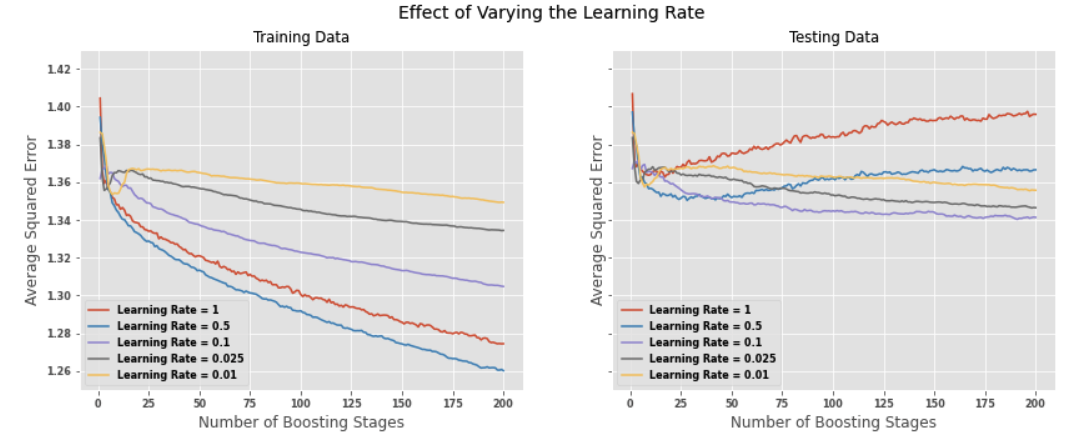 Effect of Varying the Learning Rate
Training Data
Average Squared Error
1.42
1.40
1.38
1.36
1.34
1.32
1.30
1.28
1.26
Learning Rate = 1
Learning Rate = 0.5
Learning Rate = 0.1
Learning Rate = 0.025
Learning Rate = 0.01
0 25 50 75 100 125 150 175 200
Number of Boosting Stages
Testing Data
Average Squared Error
Learning Rate = 1
Learning Rate = 0.5
Learning Rate = 0.1
Learning Rate = 0.025
Learning Rate = 0.01
0 25 50 75 100 125 150 175 200
Number of Boosting Stages